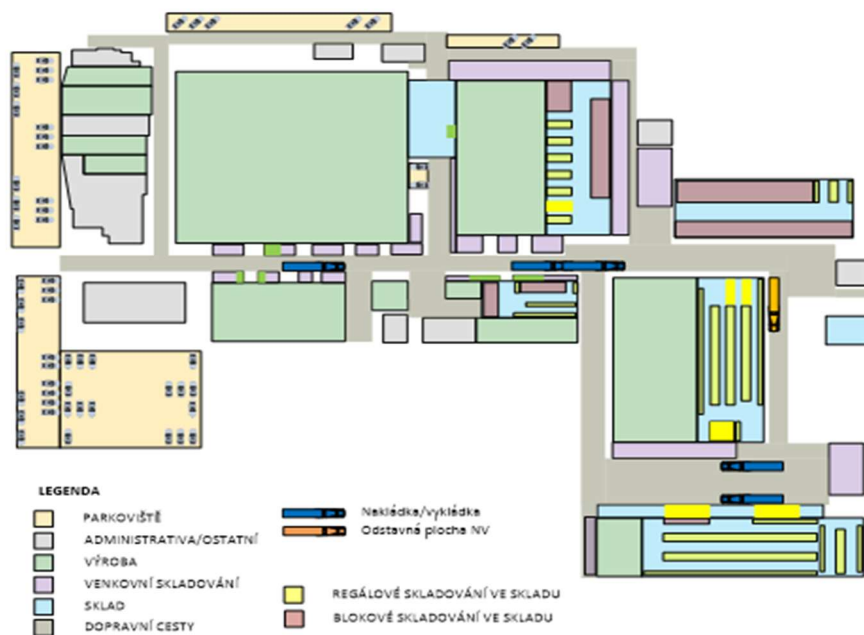 LEGENDA
PARKOVIŠTĚ
ADMINISTRATIVA/OSTATNÍ
VÝROBA
VENKOVNÍ SKLADOVÁNÍ
SKLAD
DOPRAVNÍ CESTY
Nakládka/vykládka
Odstavná plocha NV
REGÁLOVÉ SKLADOVÁNÍ VE SKLADU
BLOKOVÉ SKLADOVÁNÍ VE SKLADU